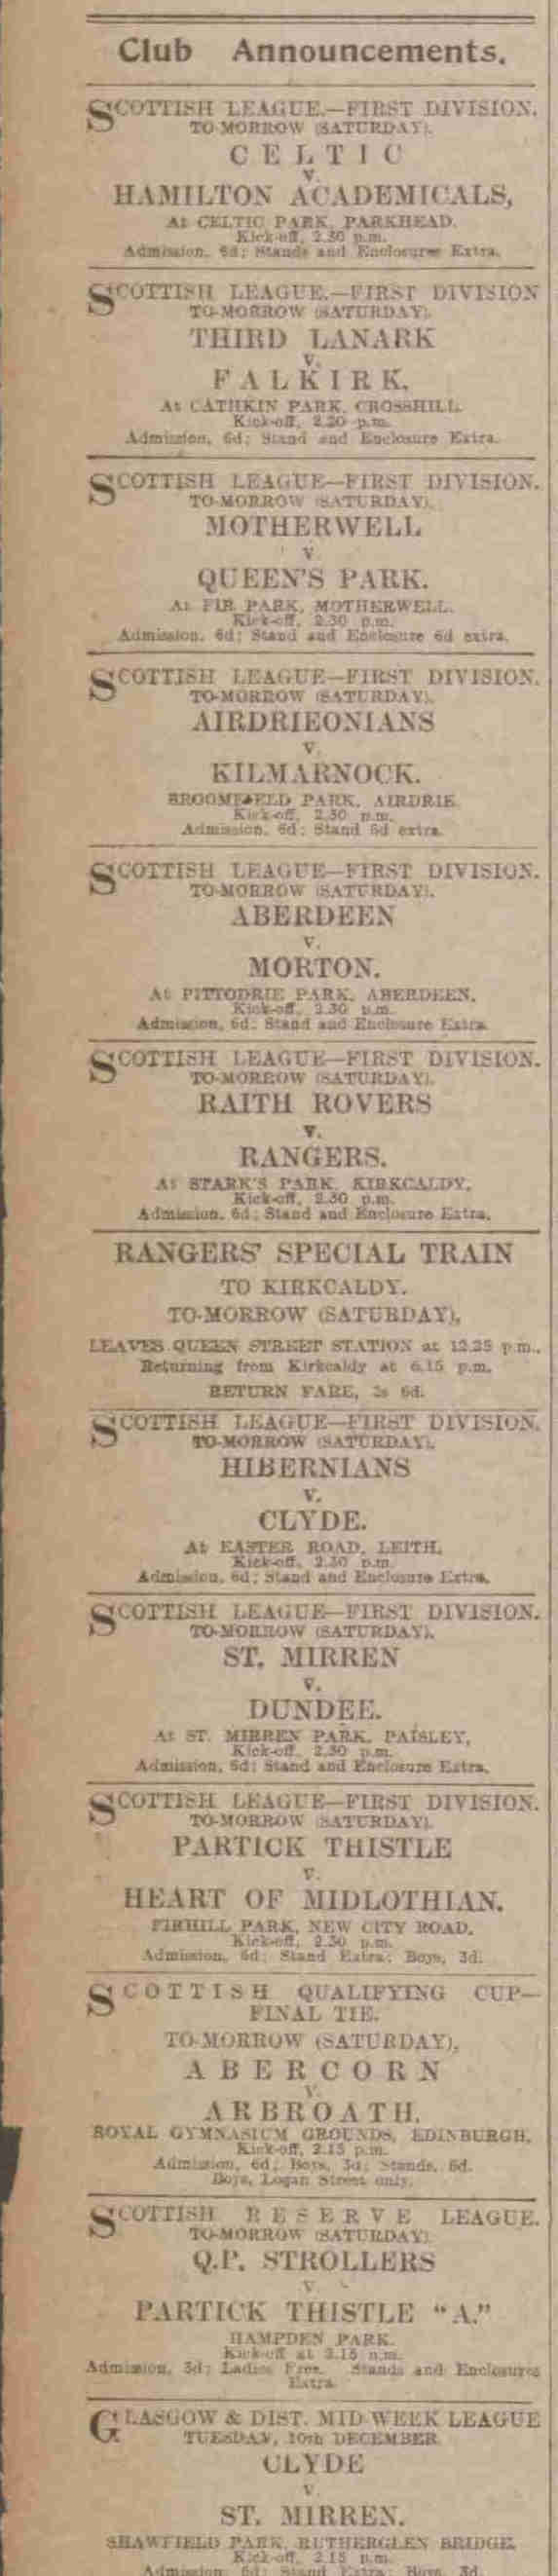 Club Announcements.
SCOTTISH LEAGUE.—FIRST DIVISION.
TO-MORROW (SATURDAY).
CELTIC
v.
HAMILTON ACADEMICALS,
At CELTIC PARK, PARKHEAD.
Kick-off, 2.30 p.m.
Admission, 6d; Stands and Enclosures Extra.
SCOTTISH LEAGUE.—FIRST DIVISION
TO-MORROW (SATURDAY).
THIRD LANARK
v.
FALKIRK,
At CATHKIN PARK, CROSSHILL.
Kick-off, 2.30 p.m.
Admission, 6d; Stand and Enclosure Extra.
SCOTTISH LEAGUE—FIRST DIVISION.
TO-MORROW (SATURDAY).
MOTHERWELL
v
QUEEN'S PARK.
At FIR PARK, MOTHERWELL.
Kick-off, 2.30 p.m.
Admission, 6d; Stand and Enclosure 6d extra.
SCOTTISH LEAGUE—FIRST DIVISION.
TO-MORROW (SATURDAY).
AIRDRIEONIANS
v.
KILMARNOCK.
BROOMFIELD PARK, AIRDRIE.
Kick-off, 2.30 p.m.
Admission, 6d; Stand 6d extra.
SCOTTISH LEAGUE—FIRST DIVISION.
TO-MORROW (SATURDAY).
ABERDEEN
v.
MORTON.
At PITTODRIE PARK, ABERDEEN,
Kick-off, 2.30 p.m.
Admission, 6d; Stand and Enclosure Extra
SCOTTISH LEAGUE—FIRST DIVISION.
TO-MORROW (SATURDAY).
RAITH ROVERS
v.
RANGERS.
At STARK'S PARK, KIRKCALDY,
Kick-off, 2.30 p.m.
Admission, 6d; Stand and Enclosure Extra.
RANGERS' SPECIAL TRAIN
TO KIRKCALDY.
TO-MORROW (SATURDAY),
LEAVES QUEEN STREET STATION at 12.25 p.m.,
Returning from Kirkcaldy at 6.15 p.m.
RETURN FARE, 2s 6d.
SCOTTISH LEAGUE—FIRST DIVISION.
TO-MORROW (SATURDAY).
HIBERNIANS
v.
CLYDE.
At EASTER ROAD, LEITH,
Kick-off, 2.30 p.m.
Admission, 6d; Stand and Enclosure Extra.
SCOTTISH LEAGUE—FIRST DIVISION.
TO-MORROW (SATURDAY).
ST. MIRREN
v.
DUNDEE.
At ST. MIRREN PARK, PAISLEY,
Kick-off, 2.30 p.m.
Admission, 6d; Stand and Enclosure Extra.
SCOTTISH LEAGUE—FIRST DIVISION.
TO-MORROW (SATURDAY).
PARTICK THISTLE
v.
HEART OF MIDLOTHIAN.
FIRHILL PARK, NEW CITY ROAD.
Kick-off, 2.30 p.m.
Admission, 6d; Stand Extra; Boys, 3d.
SCOTTISH QUALIFYING CUP—
FINAL TIE.
TO-MORROW (SATURDAY),
ABERCORN
v.
ARBROATH.
ROYAL GYMNASIUM GROUNDS, EDINBURGH.
Kick-off, 2.15 p.m.
Admission, 6d; Boys, 3d; Stands, 6d.
Boys, Logan Street only.
SCOTTISH RESERVE LEAGUE.
TO-MORROW (SATURDAY)
Q.P. STROLLERS
v
PARTICK THISTLE "A."
HAMPDEN PARK.
Kick-off at 2.15 p.m.
Admission, 3d; Ladies Free. Stands and Enclosures
Extra
GLASGOW & DIST. MID WEEK LEAGUE
TUESDAY, 10th DECEMBER
CLYDE
v
ST. MIRREN.
SHAWFIELD PARK, RUTHERGLEN BRIDGE.
Kick-off, 2.15 p.m.
Admission, 6d; Stand Extra; Boys, 3d.